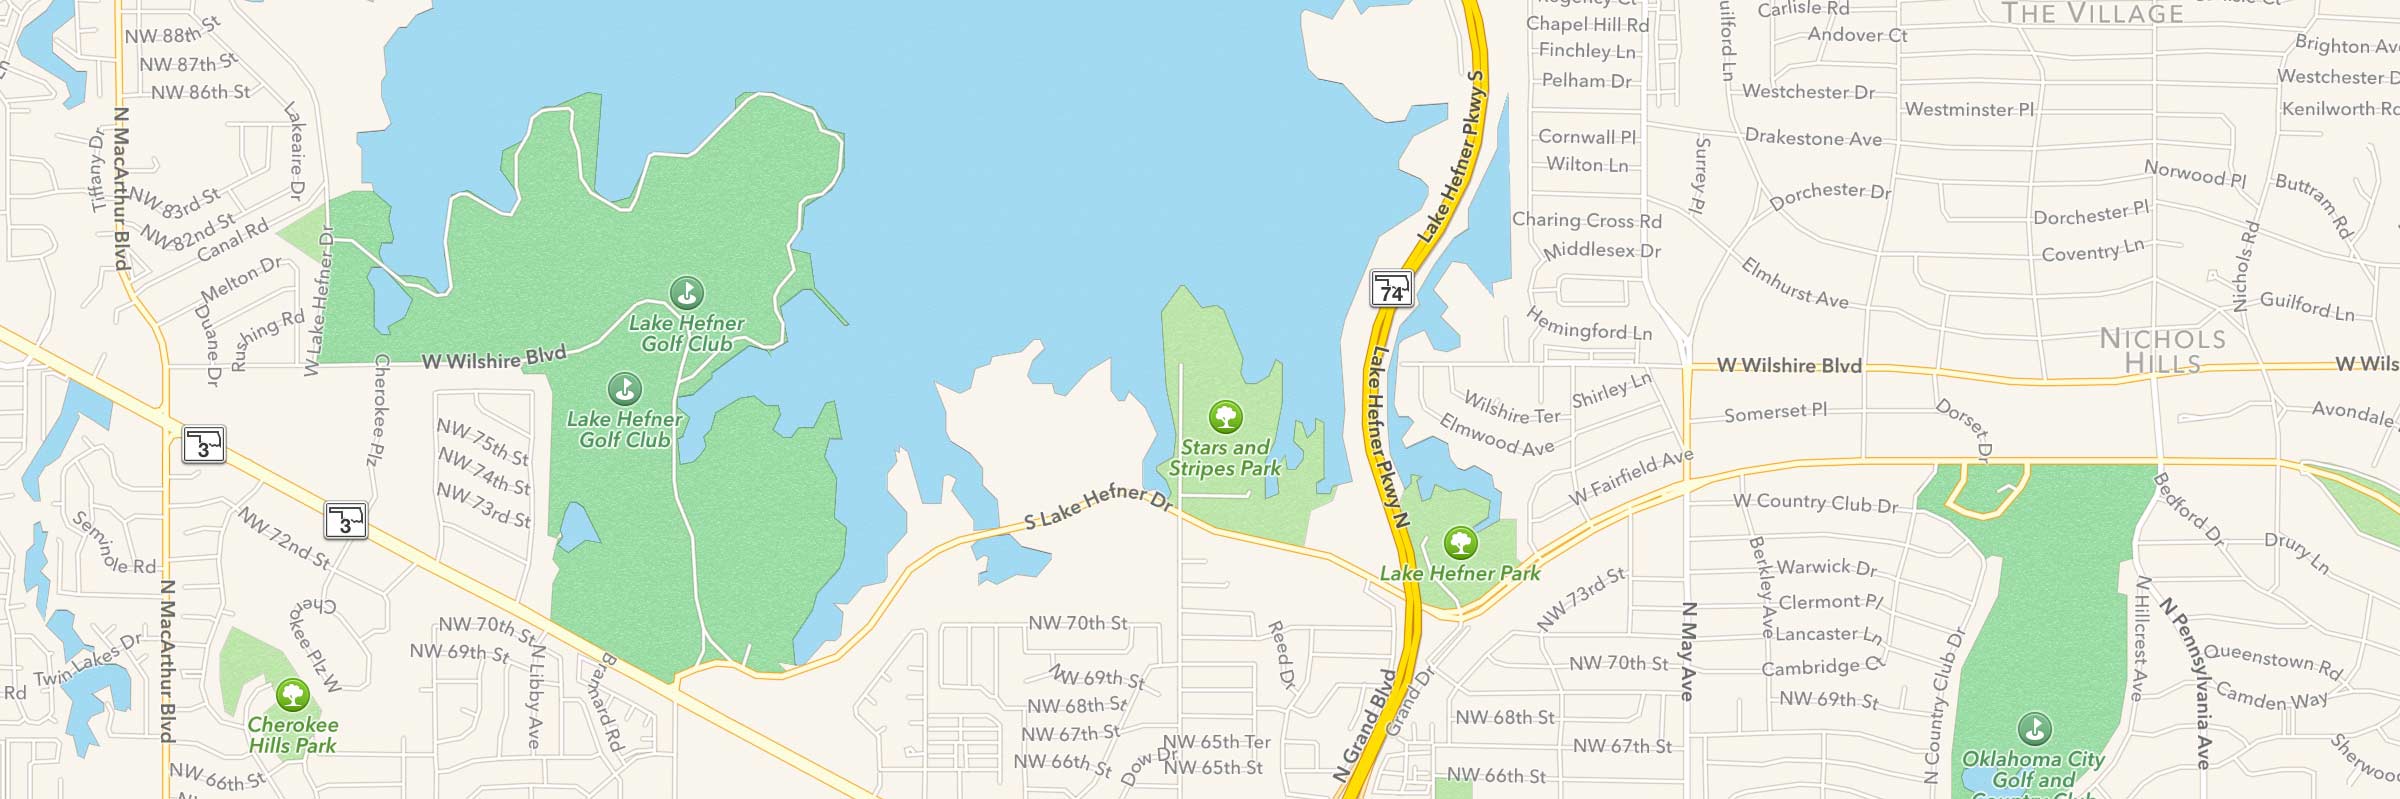 Regency Ct
Carlisle Rd
THE VILLAGE
Carlisle Ct
NW 88th St
Chapel Hill Rd
Guilford Ln
Andover Ct
Brighton Ave
NW 87th St
Finchley Ln
Pelham Dr
Westchester Dr
NW 86th St
Westchester Dr
Westminster Pl
Kenilworth Rd
N MacArthur Blvd
Lakeaire Dr
Tiffany Dr
Lake Hefner Pkwy S
Cornwall Pl
Drakestone Ave
Wilton Ln
Surrey Pl
Norwood Pl
Buttram Rd
NW 83rd St
Dorchester Dr
NW 82nd St
Canal Rd
Charing Cross Rd
Dorchester Pl
Middlesex Dr
Coventry Ln
Nichols Rd
Melton Dr
W Lake Hefner Dr
Elmhurst Ave
74
Guilford Ln
Duane Dr
Rushing Rd
Lake Hefner
Golf Club
Hemingford Ln
NICHOLS
HILLS
W Wilshire Blvd
W Wilshire Blvd
W Wils
Cherokee Plz
Lake Hefner Pkwy N
Lake Hefner
Golf Club
Wilshire Ter
Shirley Ln
Somerset Pl
Dorset Dr
Avondale
Elmwood Ave
3
NW 75th St
NW 74th St
NW 73rd St
Stars and
Stripes Park
W Fairfield Ave
S Lake Hefner Dr
W Country Club Dr
Bedford Dr
3
NW 72nd St
Seminole Rd
Lake Hefner Park
Berkley Ave
Warwick Dr
Drury Ln
Clermont Pl
NW 73rd St
N MacArthur Blvd
Cherokee Plz W
NW 70th St
NW 69th St
N Libby Ave
NW 70th St
Reed Dr
N May Ave
Lancaster Ln
Cambridge Ct
N Hillcrest Ave
N Pennsylvania Ave
Queenstown Rd
Twin Lakes Dr
Rd
Brannard Rd
NW 69th St
NW 70th St
NW 69th St
N Country Club Dr
Camden Way
Cherokee
Hills Park
NW 68th St
NW 67th St
NW 66th St
Dow Dr
NW 65th Ter
NW 65th St
N Grand Blvd
Grand Dr
NW 68th St
NW 67th St
NW 66th St
Sherwood
Oklahoma City
Golf and
Country Club
NW 66th St
NW 65th St